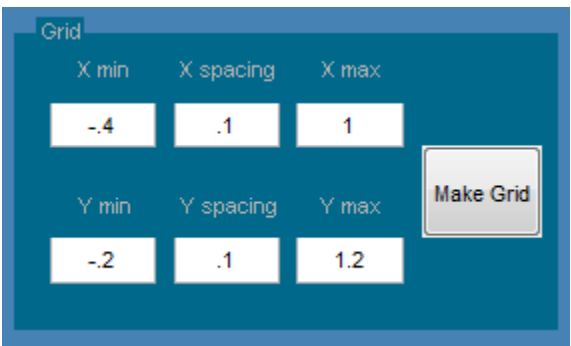 Grid
X min X spacing X max
-.4 .1 1
Make Grid
Y min Y spacing Y max
-.2 .1 1.2